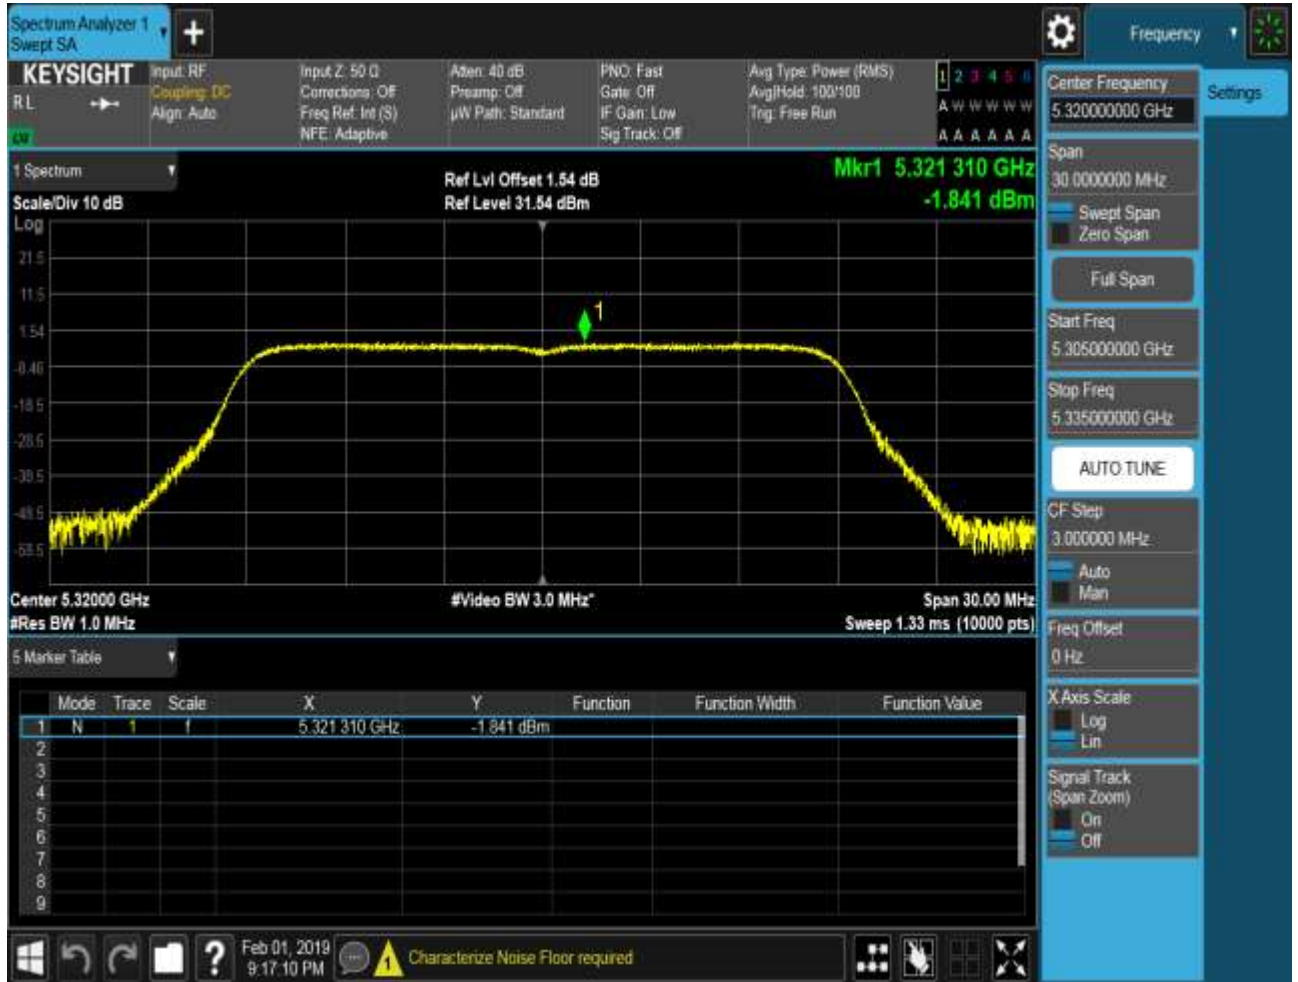 Spectrum Analyzer 1
Swept SA
+
Frequency
KEYSIGHT
RL
Input: RF
Coupling: DC
Align: Auto
Input Z: 50 Ω
Corrections: Off
Freq Ref: Int (S)
NFE: Adaptive
Atten: 40 dB
Preamp: Off
µW Path: Standard
PNO: Fast
Gate: Off
IF Gain: Low
Sig Track: Off
Avg Type: Power (RMS)
Avg|Hold: 100/100
Trig: Free Run
1 2 3 4 5 6
A W W W W W
A A A A A A
1 Spectrum
Scale/Div 10 dB
Log
Ref Lvl Offset 1.54 dB
Ref Level 31.54 dBm
Mkr1 5.321 310 GHz
-1.841 dBm
21.5
11.5
1.54
-8.46
-18.5
-28.5
-38.5
-48.5
-58.5
1
Center 5.32000 GHz
#Res BW 1.0 MHz
#Video BW 3.0 MHz*
Span 30.00 MHz
Sweep 1.33 ms (10000 pts)
5 Marker Table
Mode Trace Scale X Y Function Function Width Function Value
1 N 1 f 5.321 310 GHz -1.841 dBm
2
3
4
5
6
7
8
9
Feb 01, 2019
9:17:10 PM
Characterize Noise Floor required
Settings
Center Frequency
5.320000000 GHz
Span
30.0000000 MHz
Swept Span
Zero Span
Full Span
Start Freq
5.305000000 GHz
Stop Freq
5.335000000 GHz
AUTO TUNE
CF Step
3.000000 MHz
Auto
Man
Freq Offset
0 Hz
X Axis Scale
Log
Lin
Signal Track
(Span Zoom)
On
Off